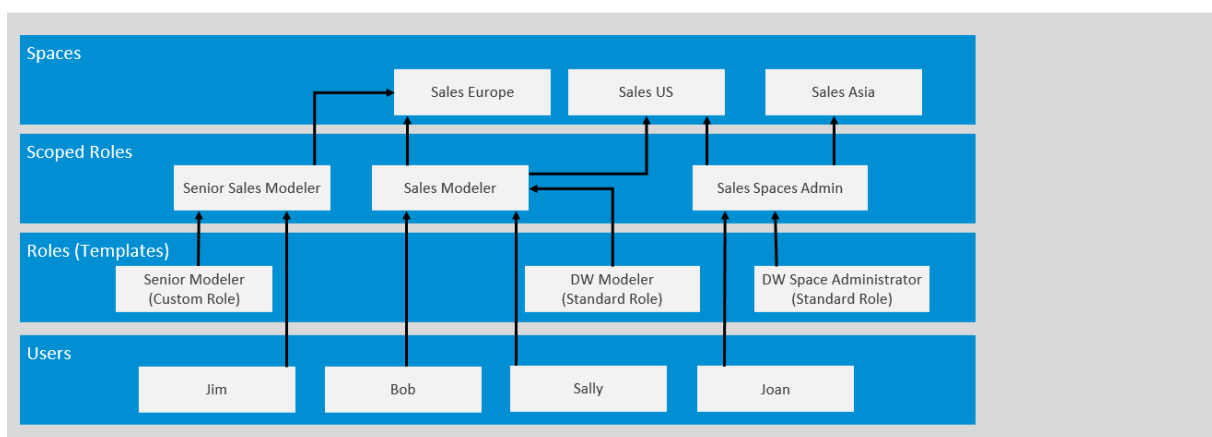 Spaces
Sales Europe
Sales US
Sales Asia
Scoped Roles
Senior Sales Modeler
Sales Modeler
Sales Spaces Admin
Roles (Templates)
Senior Modeler
(Custom Role)
DW Modeler
(Standard Role)
DW Space Administrator
(Standard Role)
Users
Jim
Bob
Sally
Joan